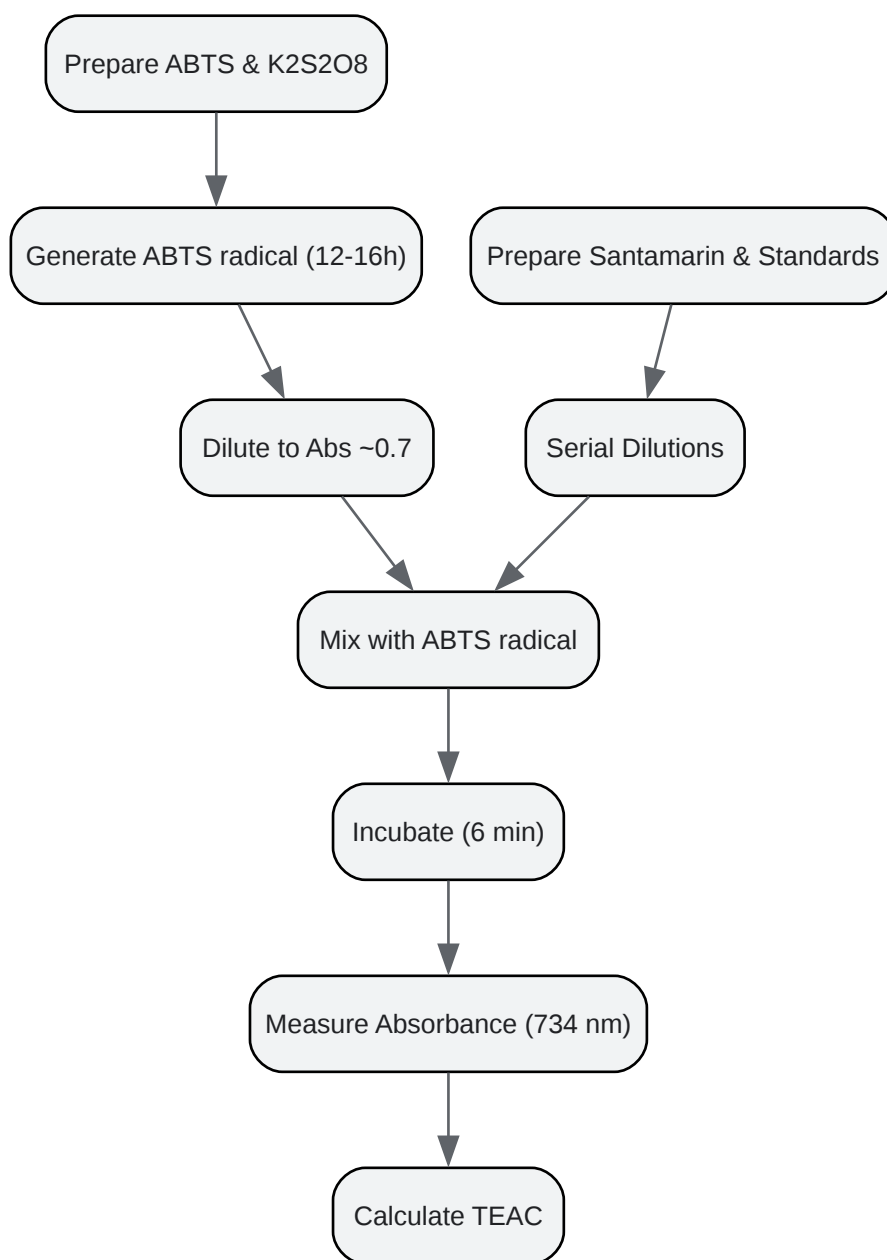 Prepare ABTS & K2S2O8
Generate ABTS radical (12-16h)
Prepare Santamarin & Standards
Dilute to Abs ~0.7
Serial Dilutions
Mix with ABTS radical
Incubate (6 min)
Measure Absorbance (734 nm)
Calculate TEAC